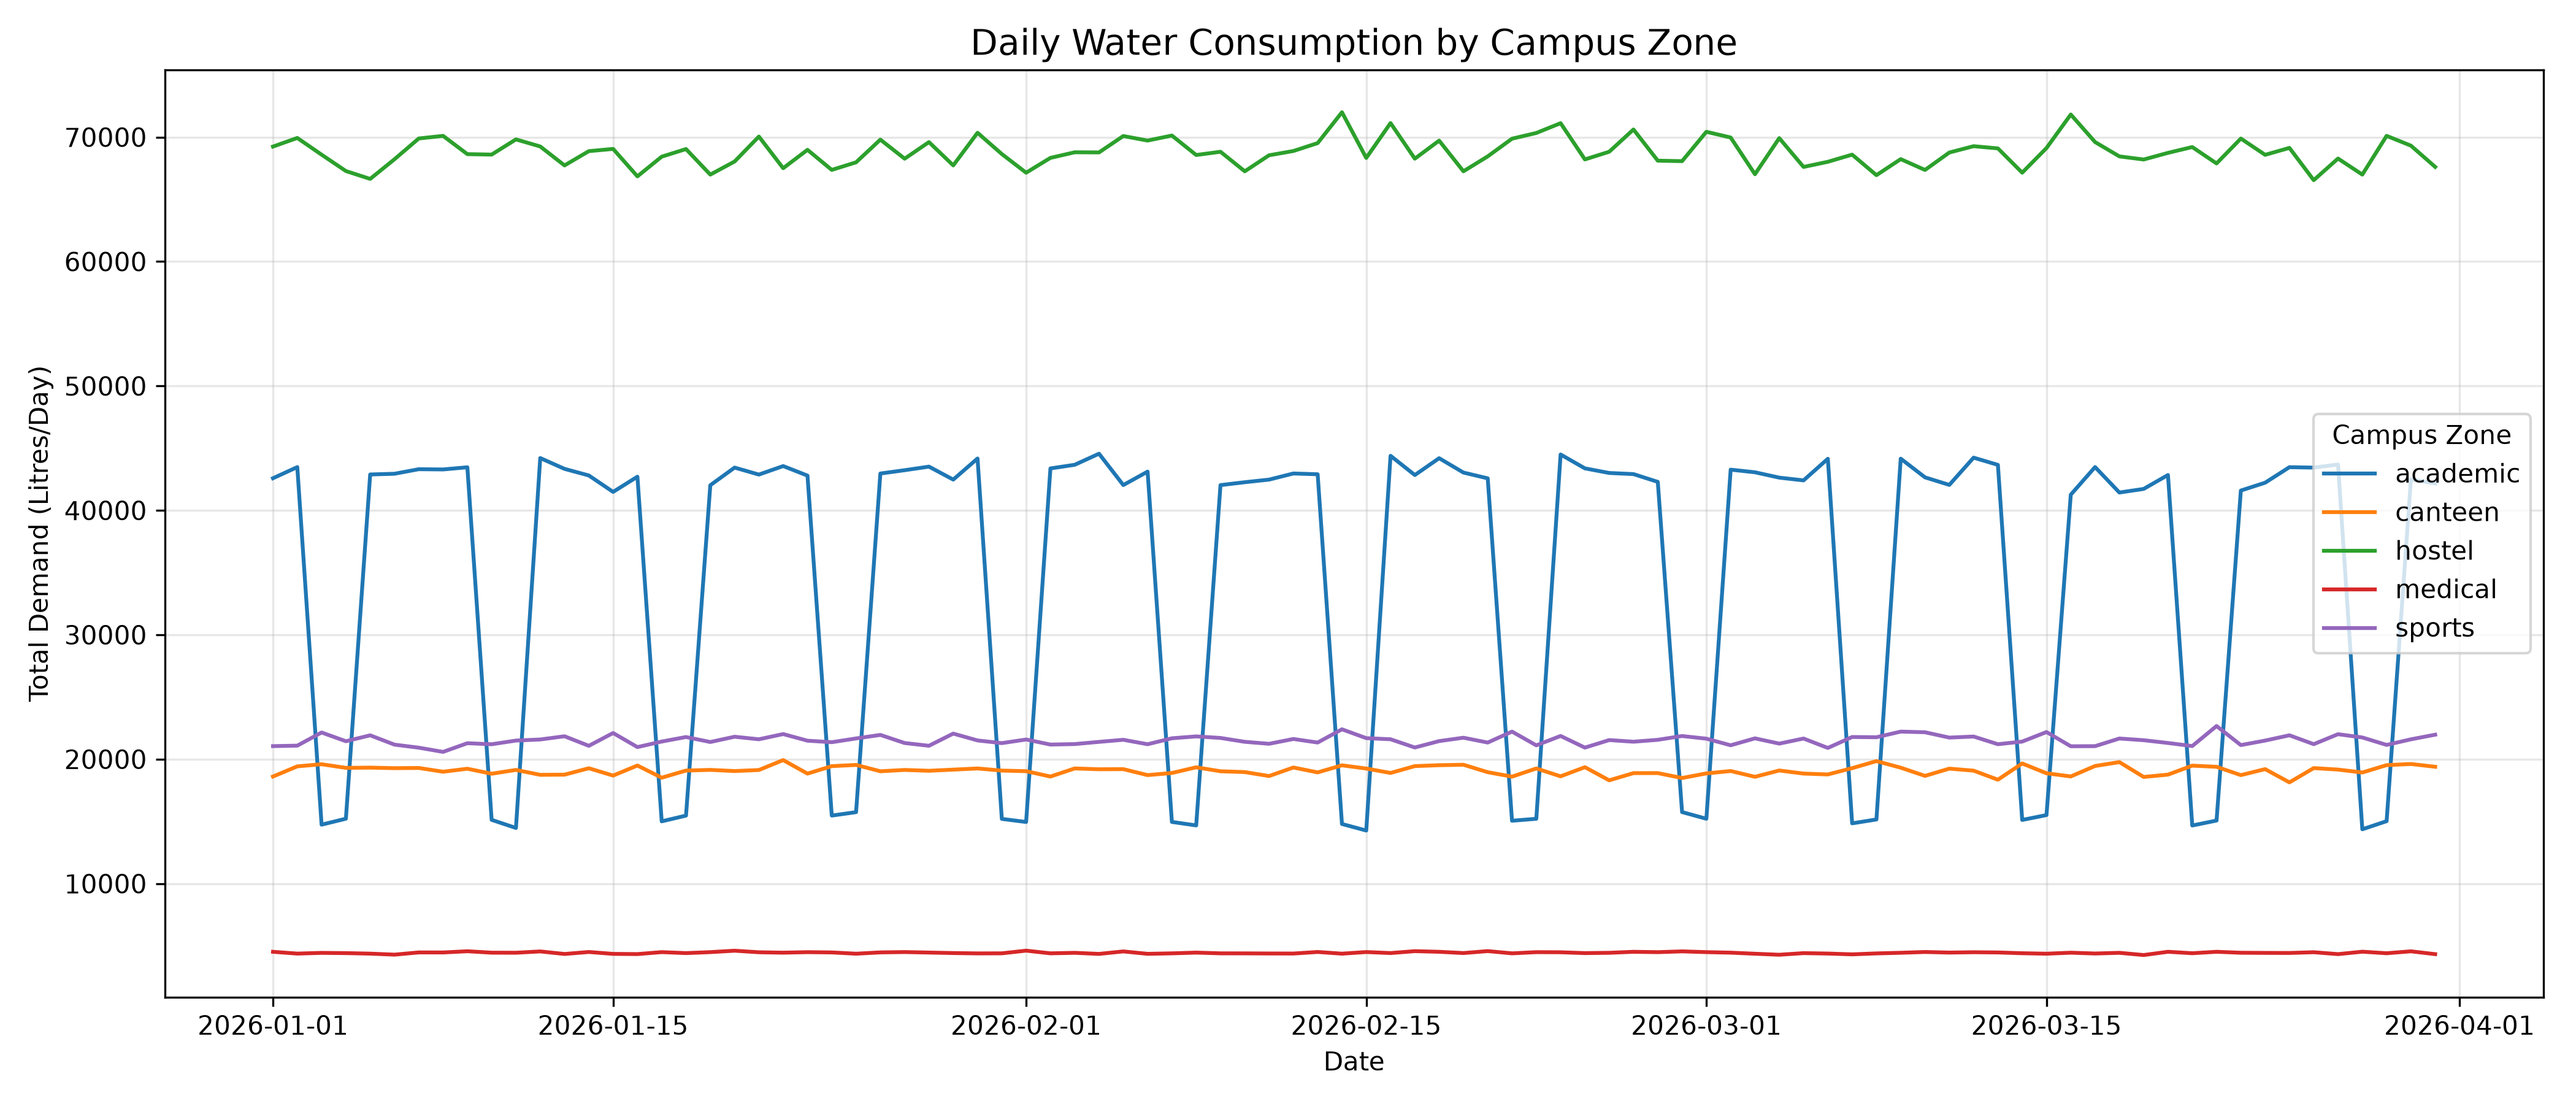 Daily Water Consumption by Campus Zone
Total Demand (Litres/Day)
70000
60000
50000
40000
30000
20000
10000
Campus Zone
academic
canteen
hostel
medical
sports
2026-01-01
2026-01-15
2026-02-01
2026-02-15
2026-03-01
2026-03-15
2026-04-01
Date